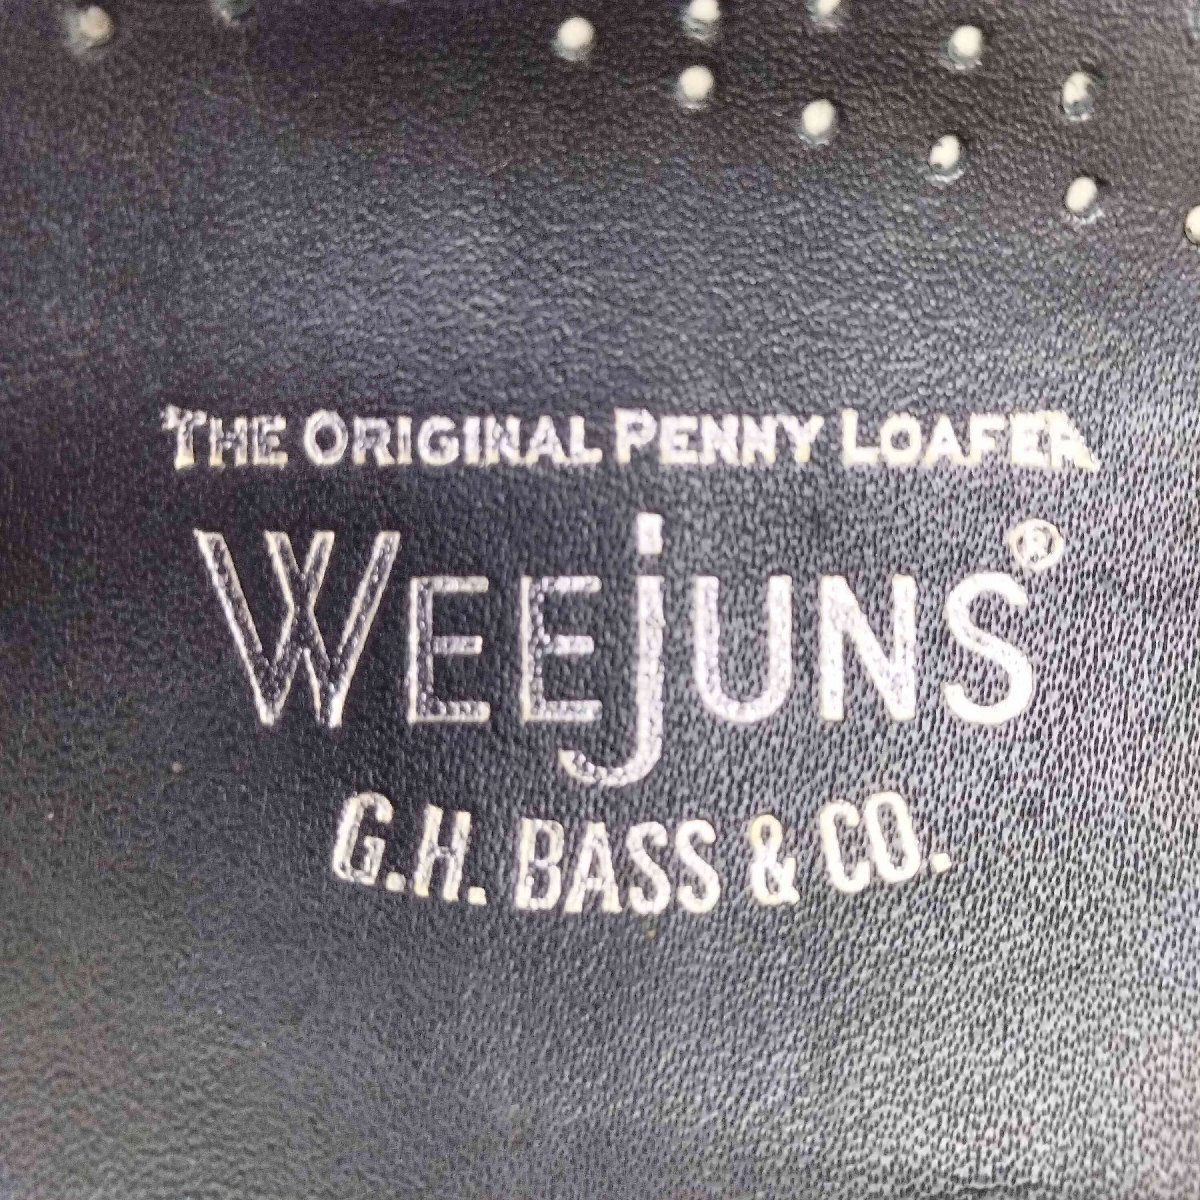 THE ORIGINAL PENNY LOAFER
WEEjUNS®
G.H. BASS & CO.